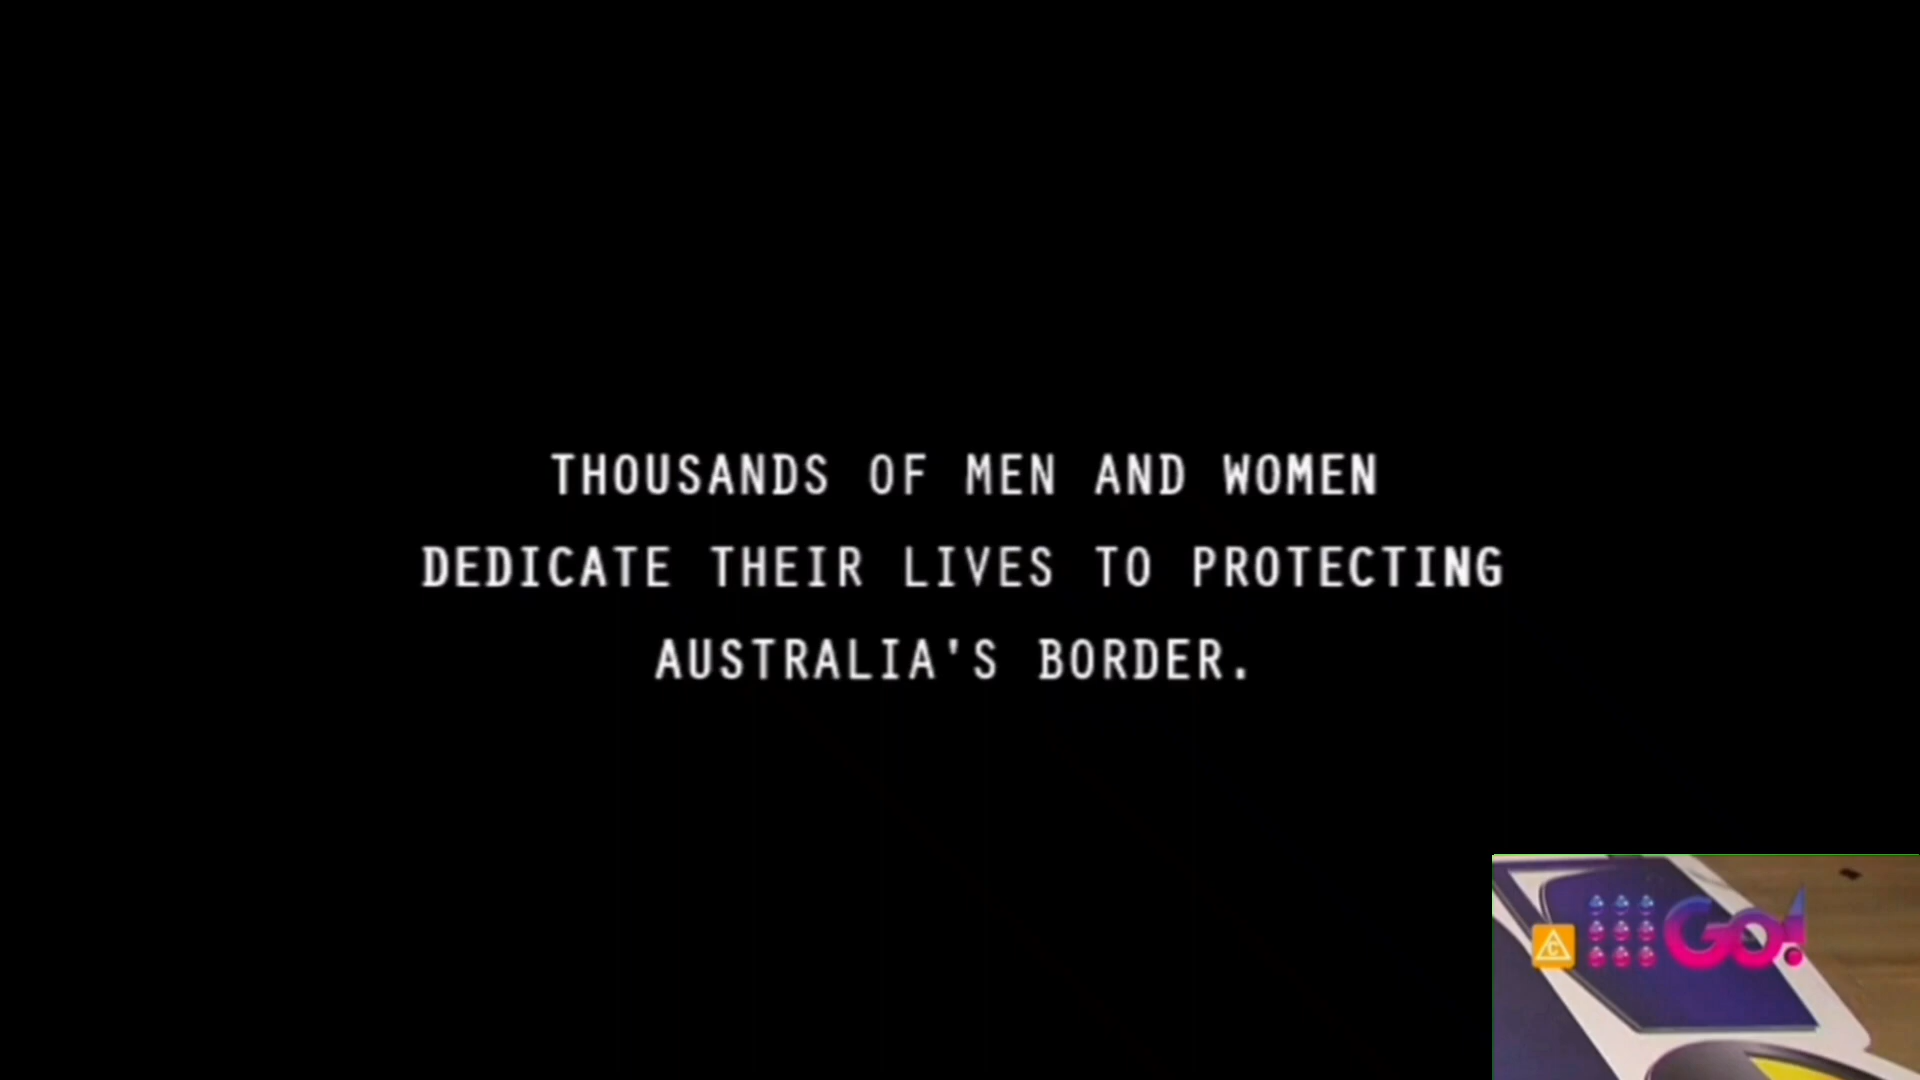 THOUSANDS OF MEN AND WOMEN
DEDICATE THEIR LIVES TO PROTECTING
AUSTRALIA'S BORDER.
C
GO!